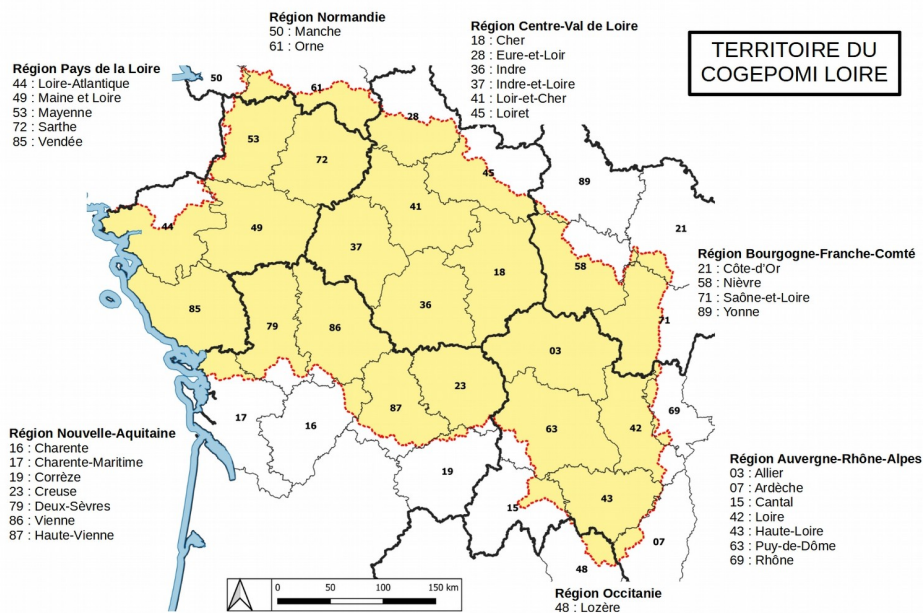 Région Normandie
50 : Manche
61 : Orne
Région Centre-Val de Loire
18 : Cher
28 : Eure-et-Loir
36 : Indre
37 : Indre-et-Loire
41 : Loir-et-Cher
45 : Loiret
TERRITOIRE DU
COGEPOMI LOIRE
Région Pays de la Loire
44 : Loire-Atlantique
49 : Maine et Loire
53 : Mayenne
72 : Sarthe
85 : Vendée
50
61
28
53
72
45
89
41
44
49
21
37
18
58
Région Bourgogne-Franche-Comté
21 : Côte-d'Or
58 : Nièvre
71 : Saône-et-Loire
89 : Yonne
85
79
86
36
71
03
23
87
69
17
16
63
42
Région Nouvelle-Aquitaine
16 : Charente
17 : Charente-Maritime
19 : Corrèze
23 : Creuse
79 : Deux-Sèvres
86 : Vienne
87 : Haute-Vienne
19
15
43
07
48
Région Auvergne-Rhône-Alpes
03 : Allier
07 : Ardèche
15 : Cantal
42 : Loire
43 : Haute-Loire
63 : Puy-de-Dôme
69 : Rhône
0 50 100 150 km
Région Occitanie
48 : Lozère